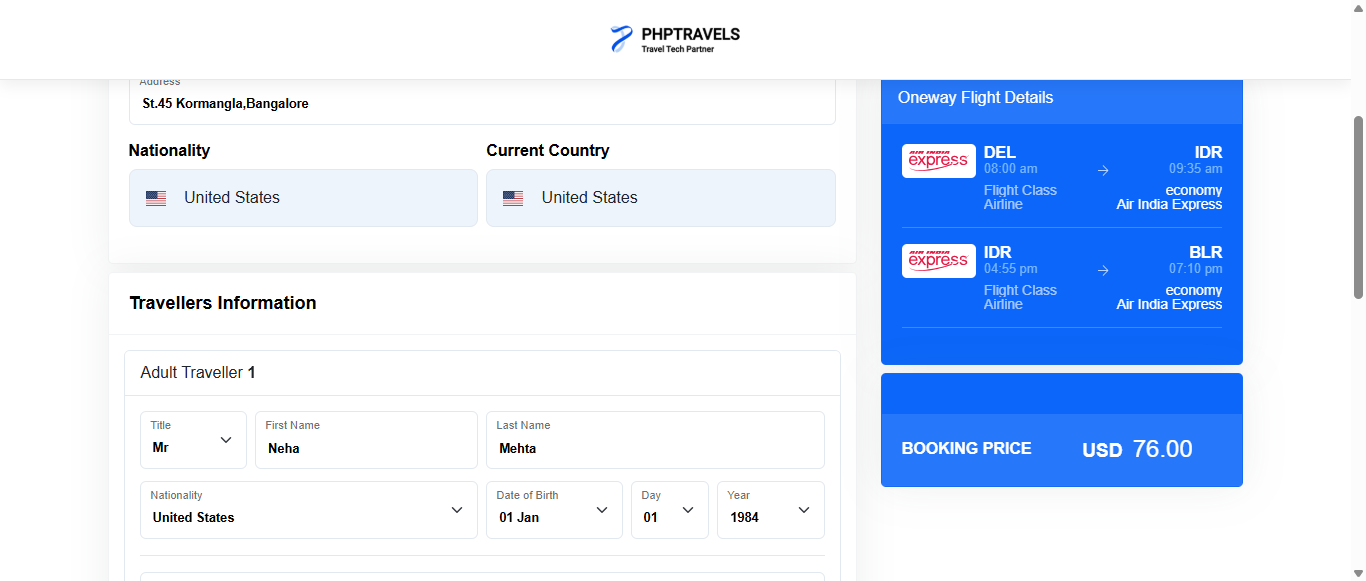 PHPTRAVELS
Travel Tech Partner
Address
St.45 Kormangla,Bangalore
Nationality
Current Country
United States
United States
Travellers Information
Adult Traveller 1
Title
Mr
First Name
Neha
Last Name
Mehta
Nationality
United States
Date of Birth
01 Jan
Day
01
Year
1984
Oneway Flight Details
AIR INDIA
express
DEL
IDR
08:00 am
09:35 am
Flight Class
economy
Airline
Air India Express
AIR INDIA
express
IDR
BLR
04:55 pm
07:10 pm
Flight Class
economy
Airline
Air India Express
BOOKING PRICE
USD 76.00